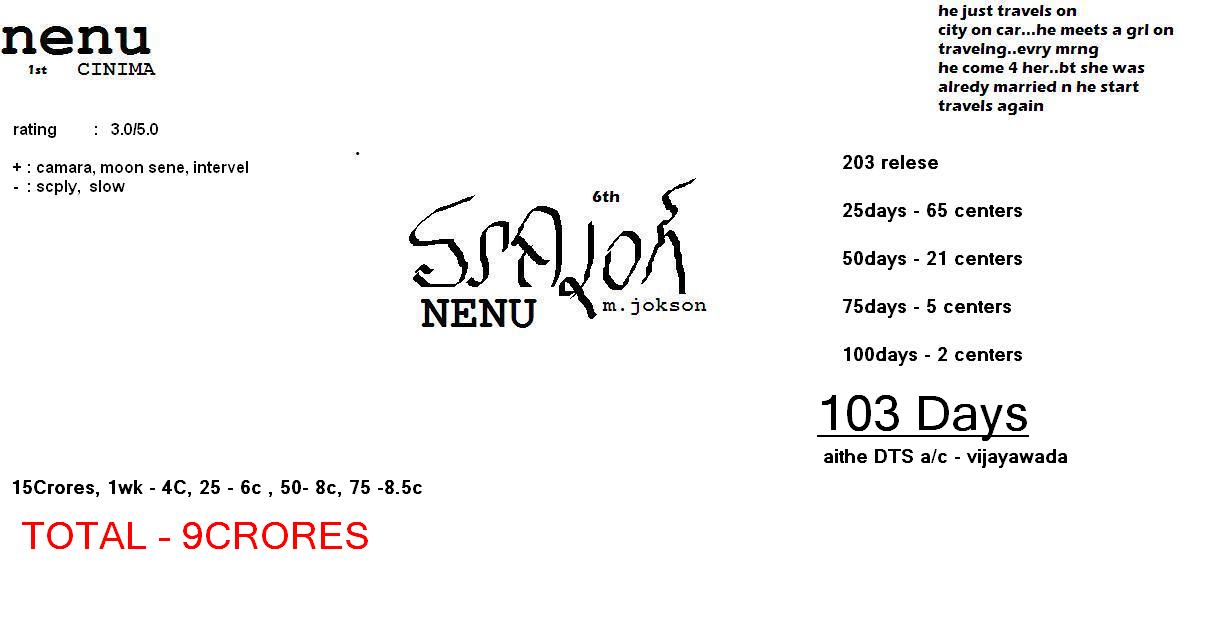 nenu
1st CINIMA
he just travels on
city on car...he meets a grl on
travelng..evry mrng
he come 4 her..bt she was
alredy married n he start
travels again
rating : 3.0/5.0
+ : camara, moon sene, intervel
- : scply, slow
6th
NENU
m.jokson
203 relese
25days - 65 centers
50days - 21 centers
75days - 5 centers
100days - 2 centers
103 Days
aithe DTS a/c - vijayawada
15Crores, 1wk - 4C, 25 - 6c , 50- 8c, 75 -8.5c
TOTAL - 9CRORES